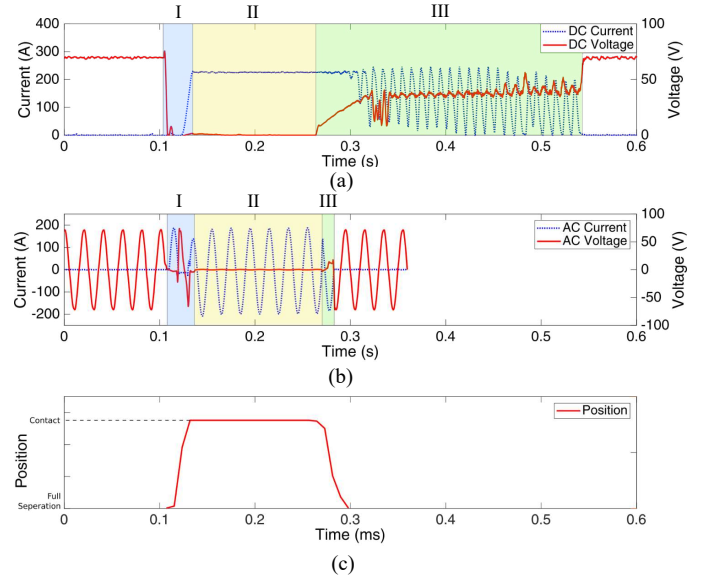 I II III
400
300
200
100
0
Current (A)
DC Current
DC Voltage
100
50
0
Voltage (V)
0 0.1 0.2 0.3 0.4 0.5 0.6
Time (s)
(a)
I II III
200
100
0
-100
-200
Current (A)
AC Current
AC Voltage
100
50
0
-50
-100
Voltage (V)
0 0.1 0.2 0.3 0.4 0.5 0.6
Time (s)
(b)
Contact
Full
Seperation
Position
Position
0 0.1 0.2 0.3 0.4 0.5 0.6
Time (ms)
(c)